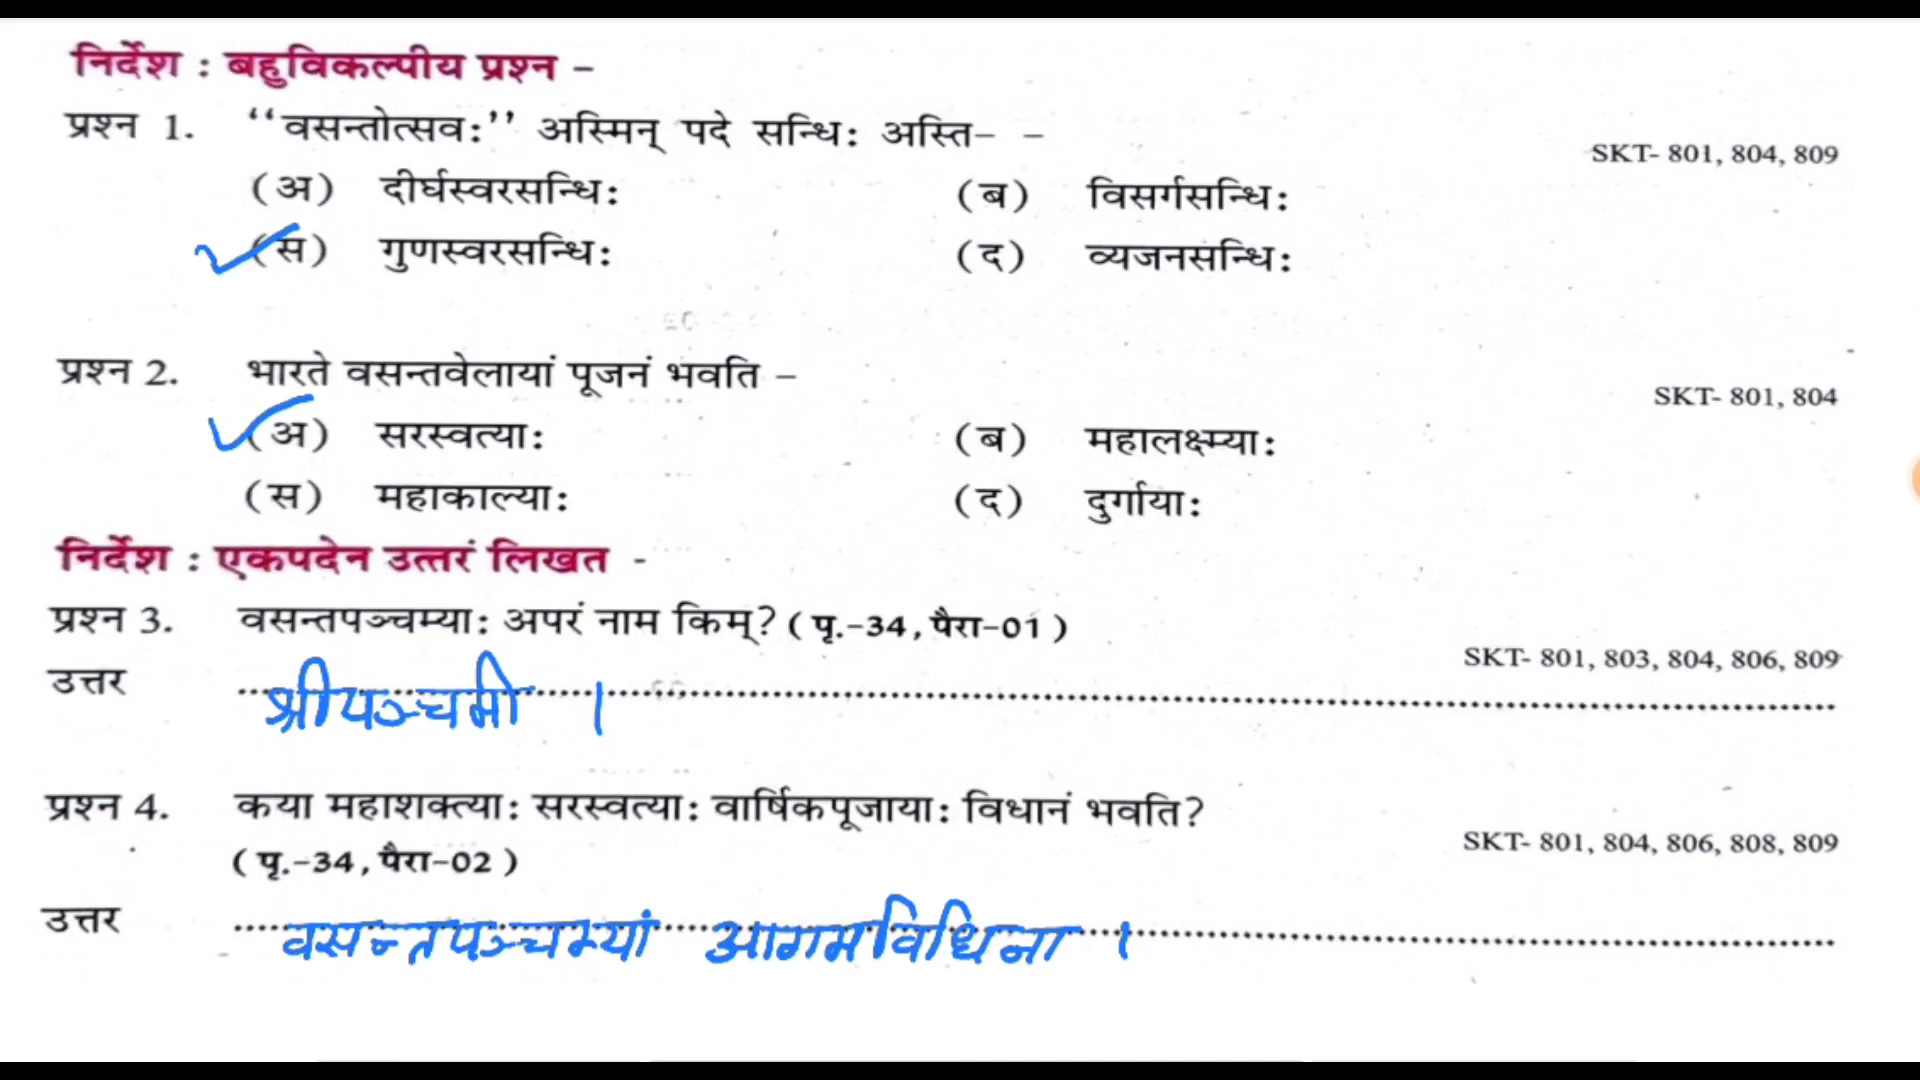 निर्देश : बहुविकल्पीय प्रश्न -
प्रश्न 1. ‘‘वसन्तोत्सवः’’ अस्मिन् पदे सन्धिः अस्ति- -
SKT- 801, 804, 809
(अ) दीर्घस्वरसन्धिः (ब) विसर्गसन्धिः
(स) गुणस्वरसन्धिः (द) व्यजनसन्धिः
प्रश्न 2. भारते वसन्तवेलायां पूजनं भवति –
SKT- 801, 804
(अ) सरस्वत्याः (ब) महालक्ष्म्याः
(स) महाकाल्याः (द) दुर्गायाः
निर्देश : एकपदेन उत्तरं लिखत -
प्रश्न 3. वसन्तपञ्चम्याः अपरं नाम किम्? ( पृ.-34, पैरा-01 )
SKT- 801, 803, 804, 806, 809
उत्तर श्रीपञ्चमी ।
प्रश्न 4. कया महाशक्त्याः सरस्वत्याः वार्षिकपूजायाः विधानं भवति?
SKT- 801, 804, 806, 808, 809
( पृ.-34, पैरा-02 )
उत्तर वसन्तपञ्चम्यां आगमविधिना ।